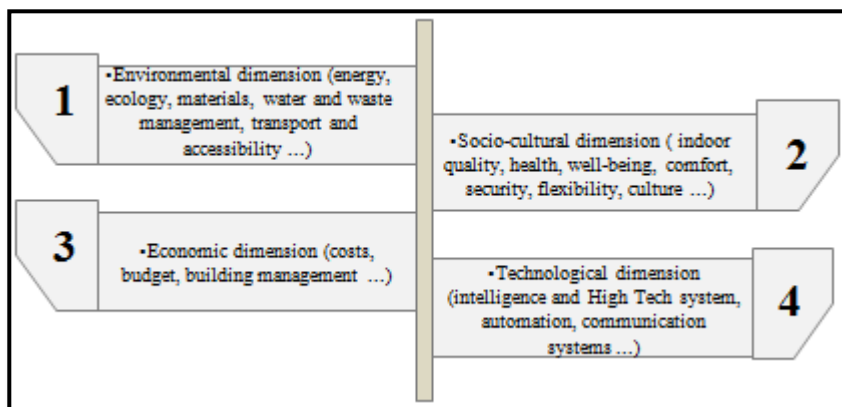 1
▪Environmental dimension (energy,
ecology, materials, water and waste
management, transport and
accessibility ...)
▪Socio-cultural dimension ( indoor
quality, health, well-being, comfort,
security, flexibility, culture ...)
2
3
▪Economic dimension (costs,
budget, building management ...)
▪Technological dimension
(intelligence and High Tech system,
automation, communication
systems ...)
4